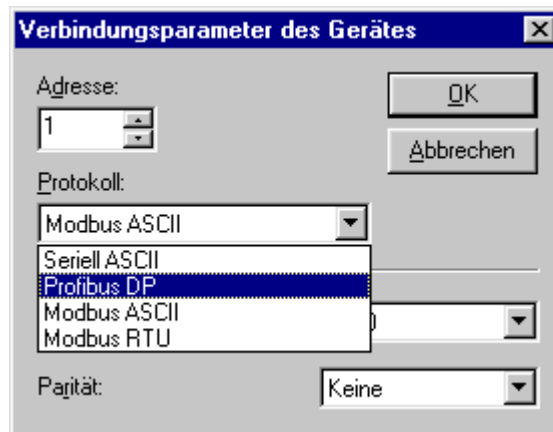 Verbindungsparameter des Gerätes
Adresse:
1
OK
Abbrechen
Protokoll:
Modbus ASCII
Seriell ASCII
Profibus DP
Modbus ASCII
Modbus RTU
Parität:
Keine